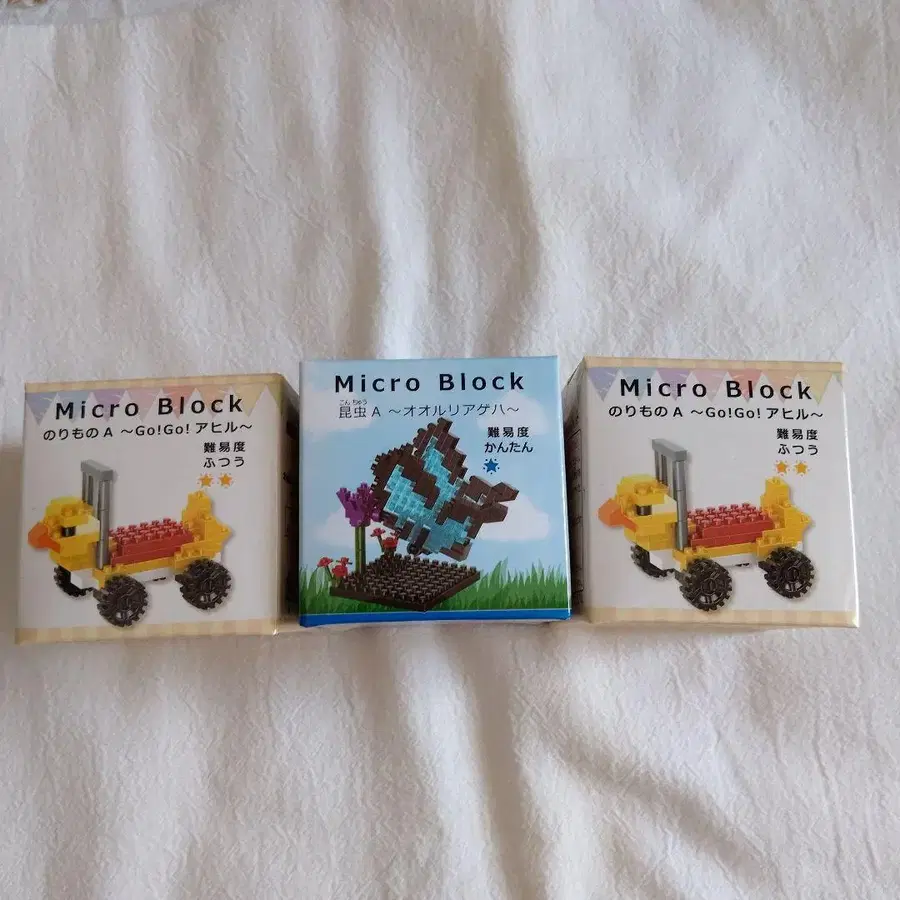 Micro Block
のりものA ～Go!Go! アヒル～
難易度
ふつう
Micro Block
こんちゅう
昆虫A ～オオルリアゲハ～
難易度
かんたん
Micro Block
のりものA ～Go!Go! アヒル～
難易度
ふつう